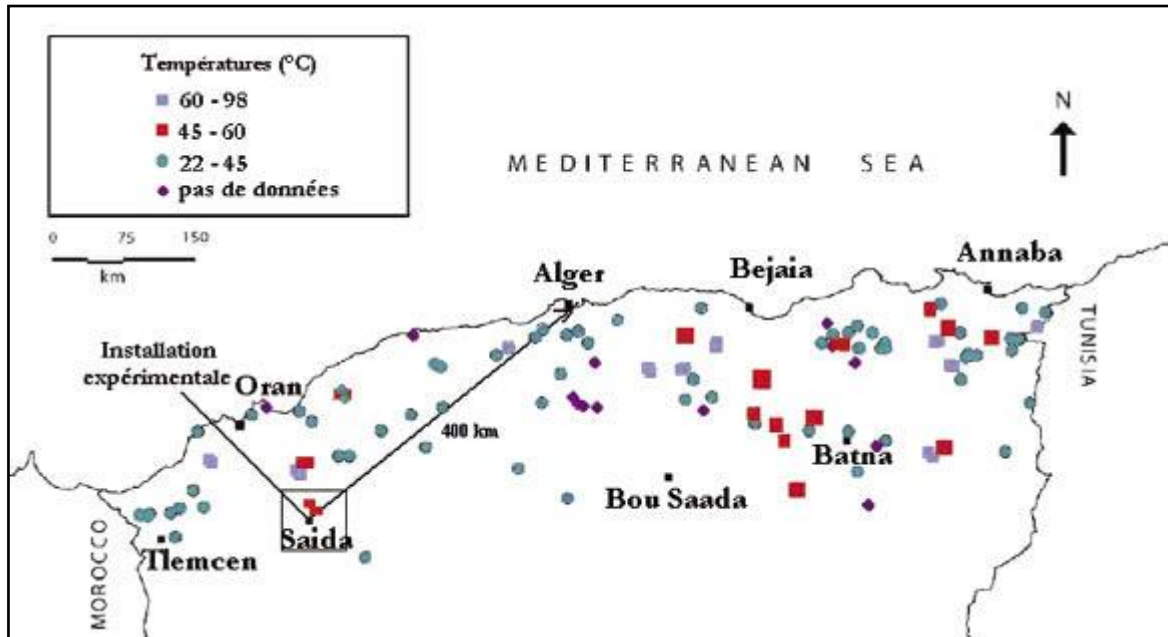 Températures (°C)
60 - 98
45 - 60
22 - 45
pas de données
0 75 150
km
N
MEDITERRANEAN SEA
Annaba
Alger
Bejaia
TUNISIA
Installation
expérimentale
Oran
400 km
Batna
Bou Saada
Saida
Tlemcen
MOROCCO